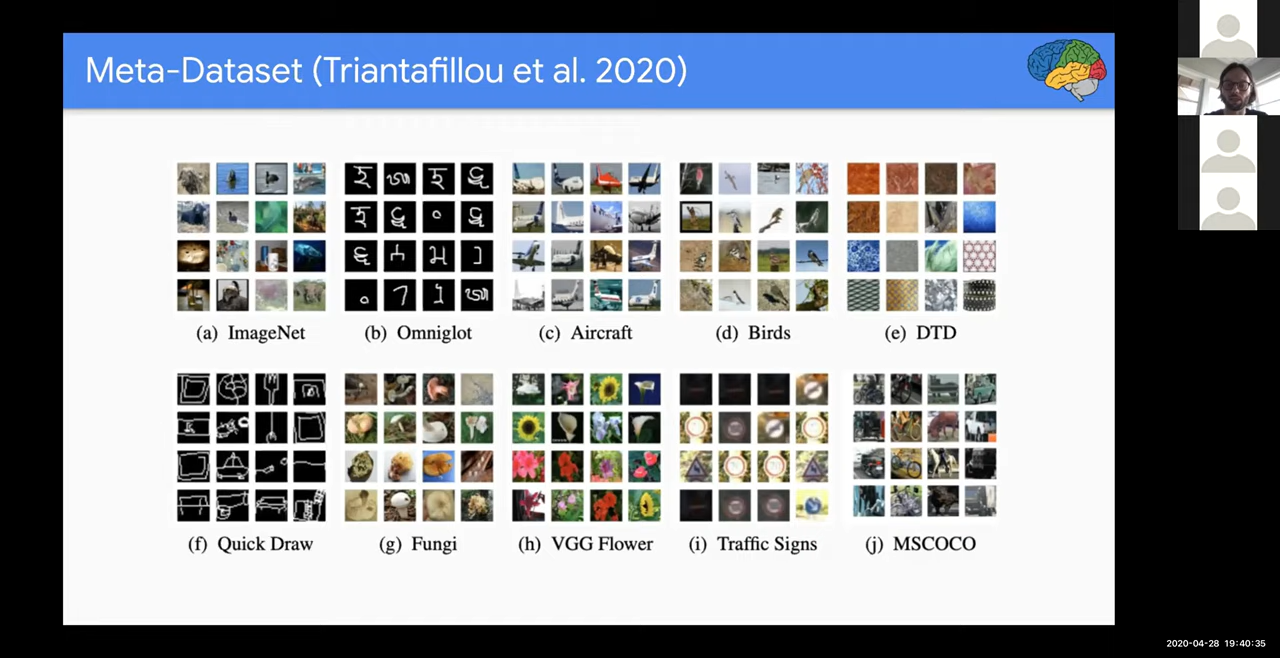 Meta-Dataset (Triantafillou et al. 2020)
(a) ImageNet
(b) Omniglot
(c) Aircraft
(d) Birds
(e) DTD
(f) Quick Draw
(g) Fungi
(h) VGG Flower
(i) Traffic Signs
(j) MSCOCO
2020-04-28 19:40:35